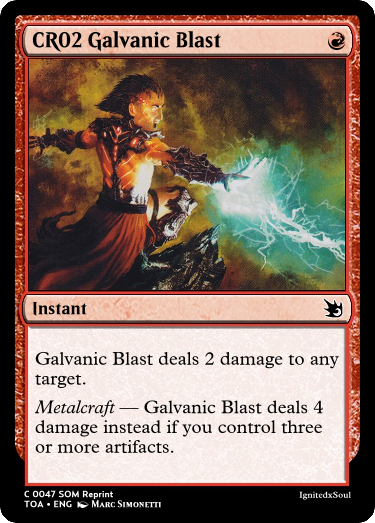 CR02 Galvanic Blast
Instant
Galvanic Blast deals 2 damage to any
target.
Metalcraft — Galvanic Blast deals 4
damage instead if you control three
or more artifacts.
C 0047 SOM Reprint
IgnitedxSoul
TOA • ENG Marc Simonetti